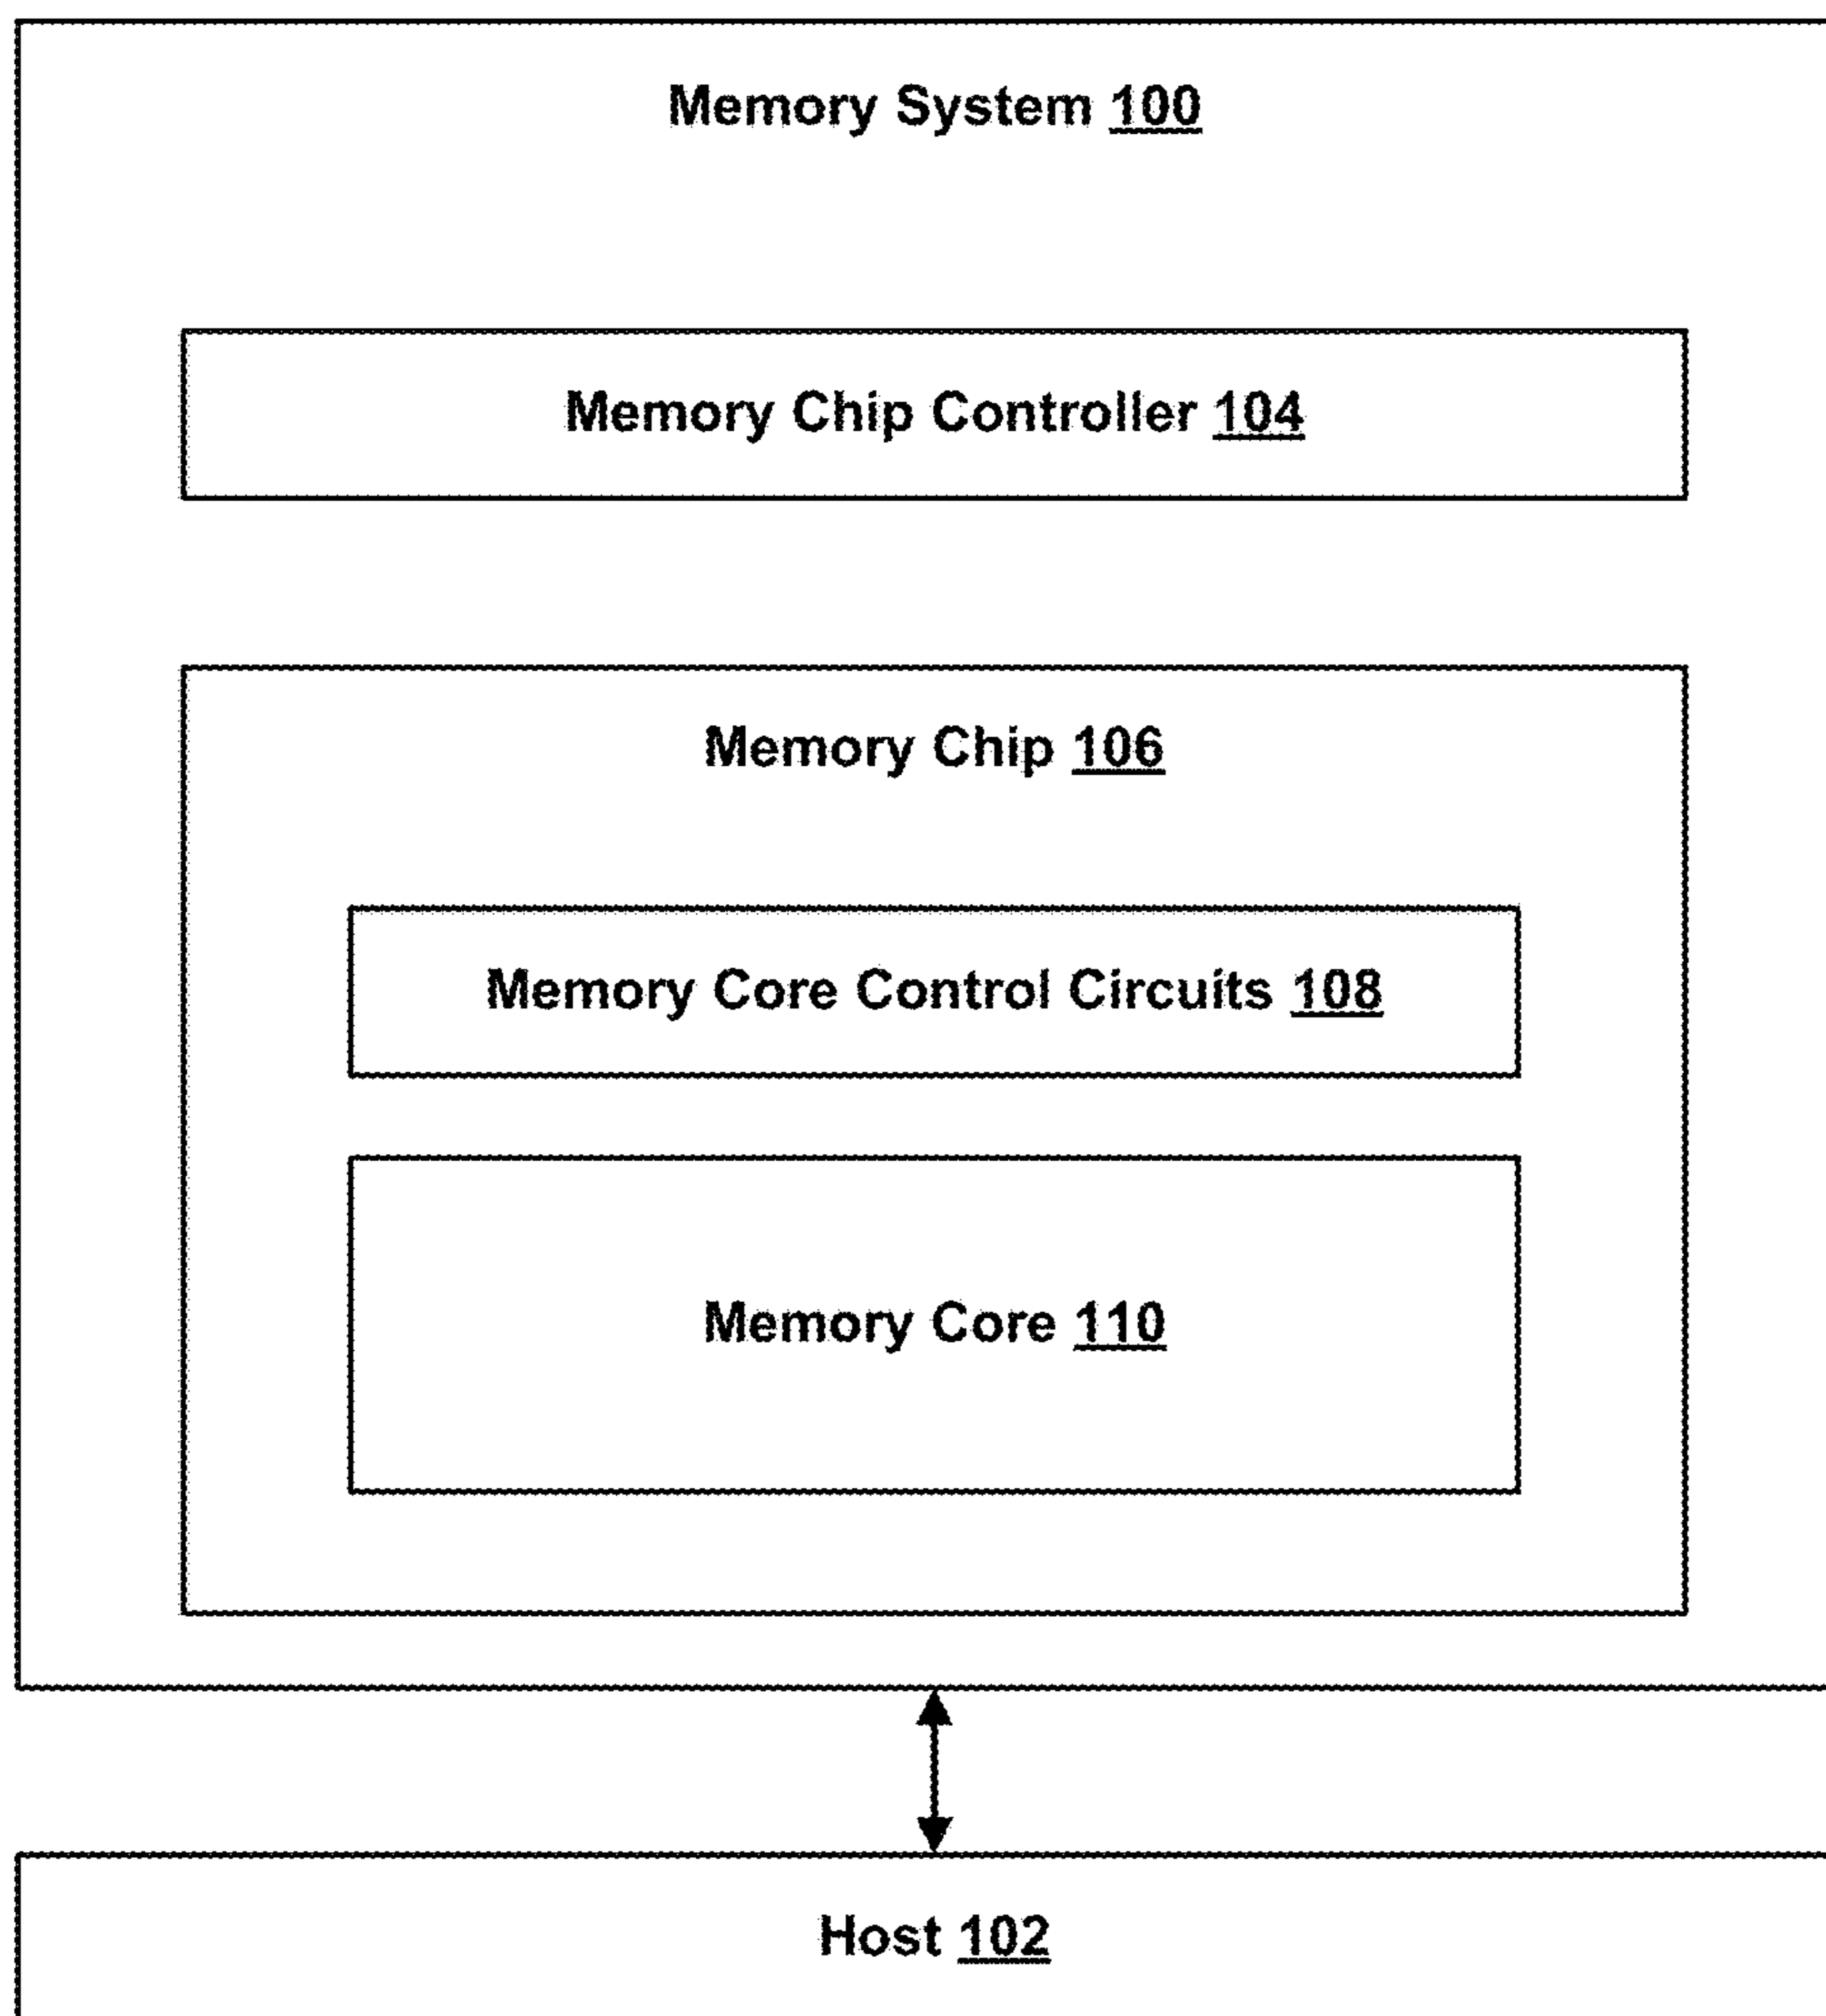 Memory System 100
Memory Chip Controller 104
Memory Chip 106
Memory Core Control Circuits 108
Memory Core 110
Host 102